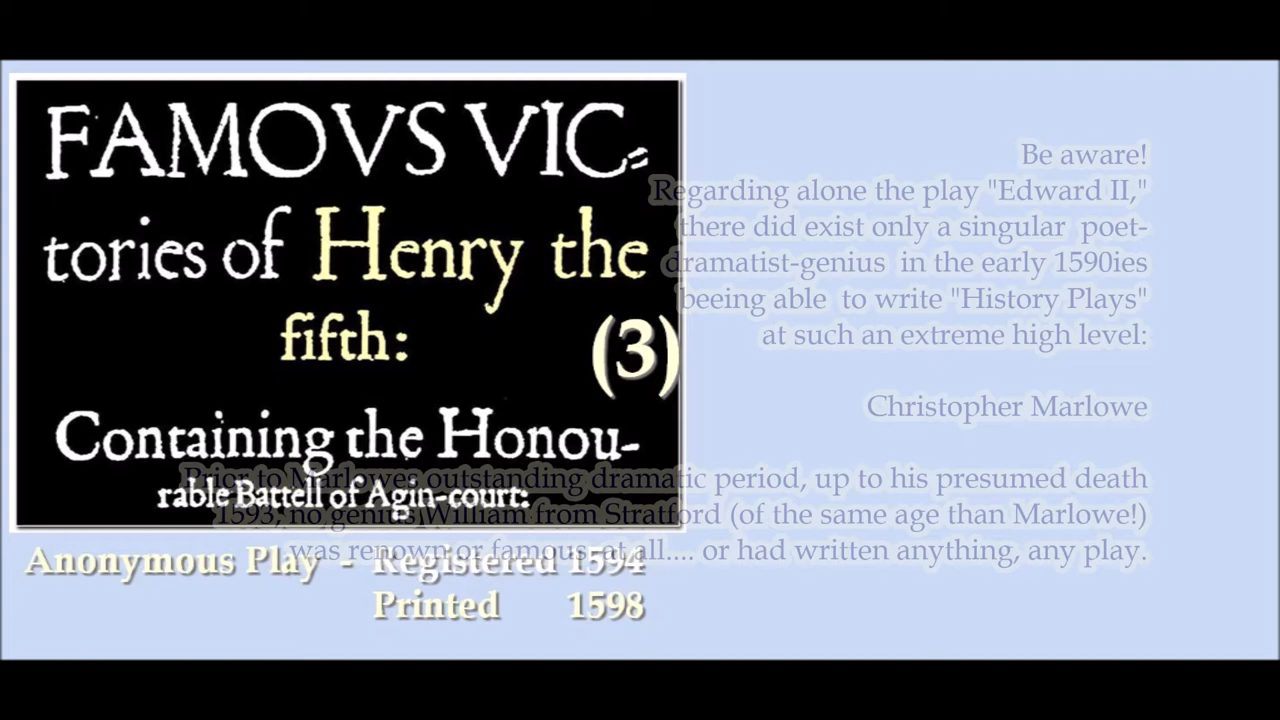 FAMOVS VIC=
tories of Henry the
fifth:
(3)
Containing the Honou-
rable Battell of Agin-court:
Anonymous Play - Registered 1594
Printed 1598
Be aware!
Regarding alone the play "Edward II,"
there did exist only a singular poet-
dramatist-genius in the early 1590ies
beeing able to write "History Plays"
at such an extreme high level:
Christopher Marlowe
Prior to Marlowes outstanding dramatic period, up to his presumed death
1593, no genius William from Stratford (of the same age than Marlowe!)
was renown or famous at all.... or had written anything, any play.